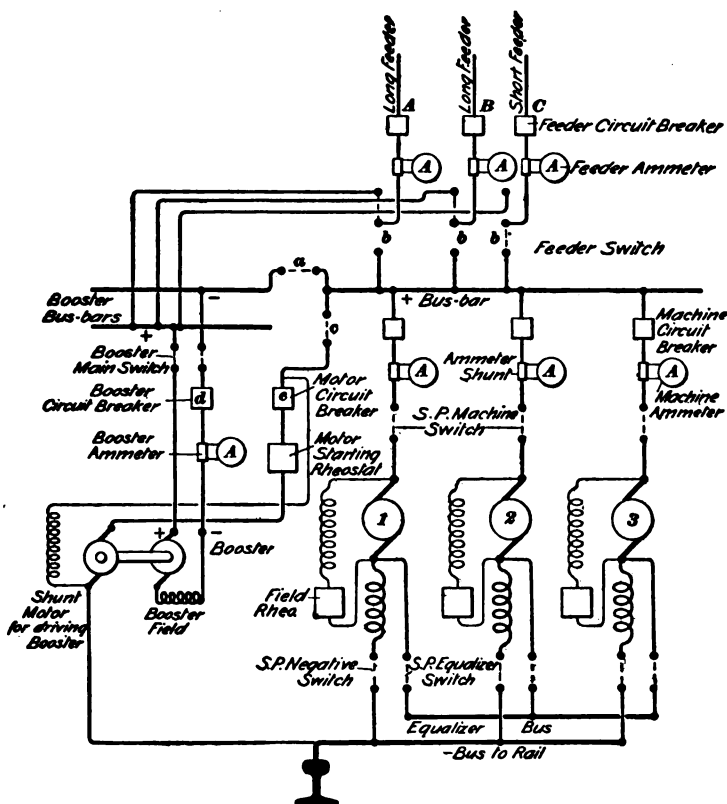 Long Feeder
Long Feeder
Short Feeder
A
B
C
Feeder Circuit Breaker
A
A
A
Feeder Ammeter
b
b
b
Feeder Switch
a
-
+ Bus-bar
Booster
Bus-bars
+
c
Machine
Circuit
Breaker
Booster
Main Switch
Booster
Circuit Breaker
d
e
Motor
Circuit
Breaker
A
Ammeter
Shunt
A
A
Machine
Ammeter
S.P. Machine
Switch
Booster
Ammeter
A
Motor
Starting
Rheostat
1
2
3
+
-
Booster
Shunt
Motor
for driving
Booster
Booster
Field
Field
Rheo.
S.P. Negative
Switch
S.P. Equalizer
Switch
Equalizer Bus
-Bus to Rail